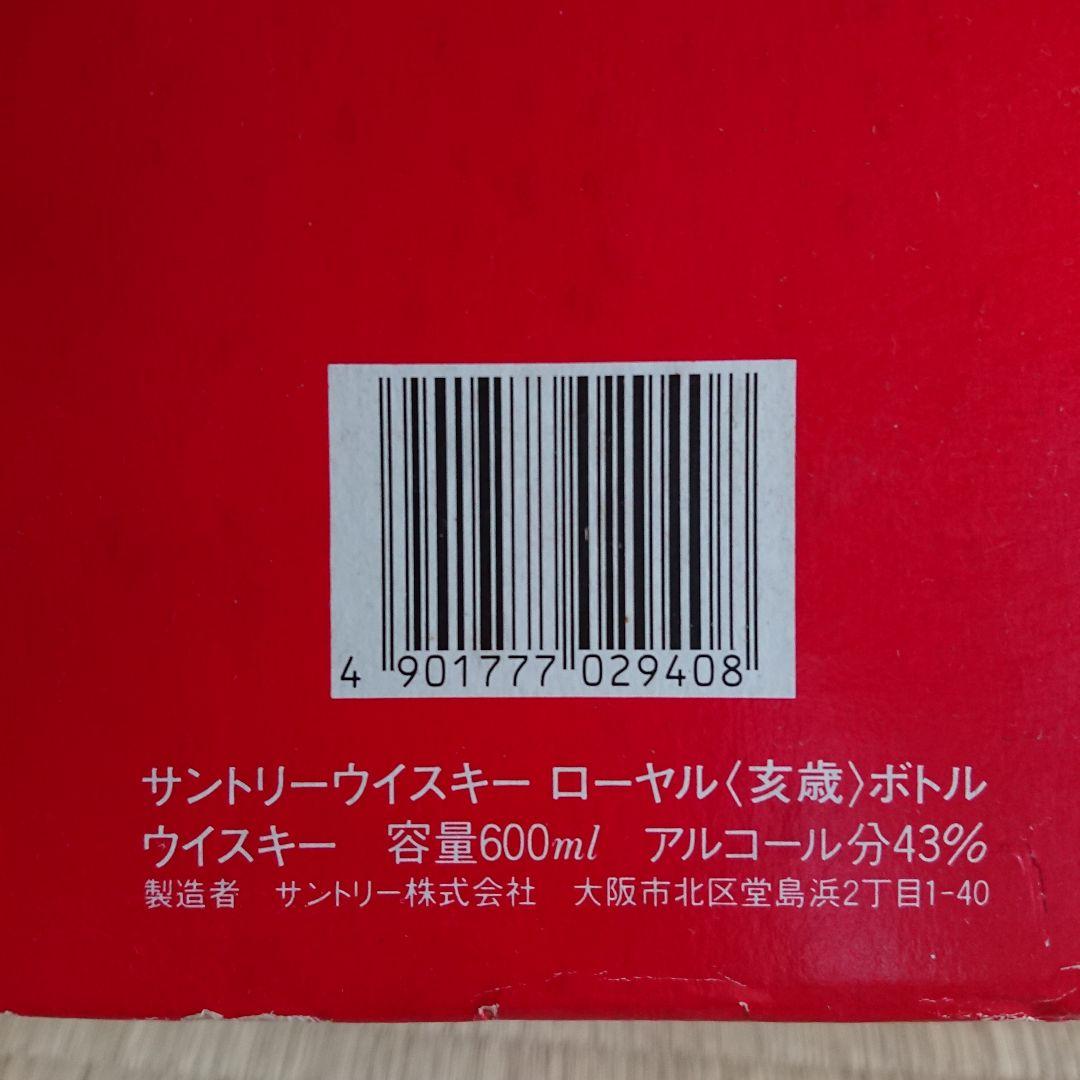 4 901777 029408
サントリーウイスキー ローヤル〈亥歳〉ボトル
ウイスキー 容量600ml アルコール分43%
製造者 サントリー株式会社 大阪市北区堂島浜2丁目1-40